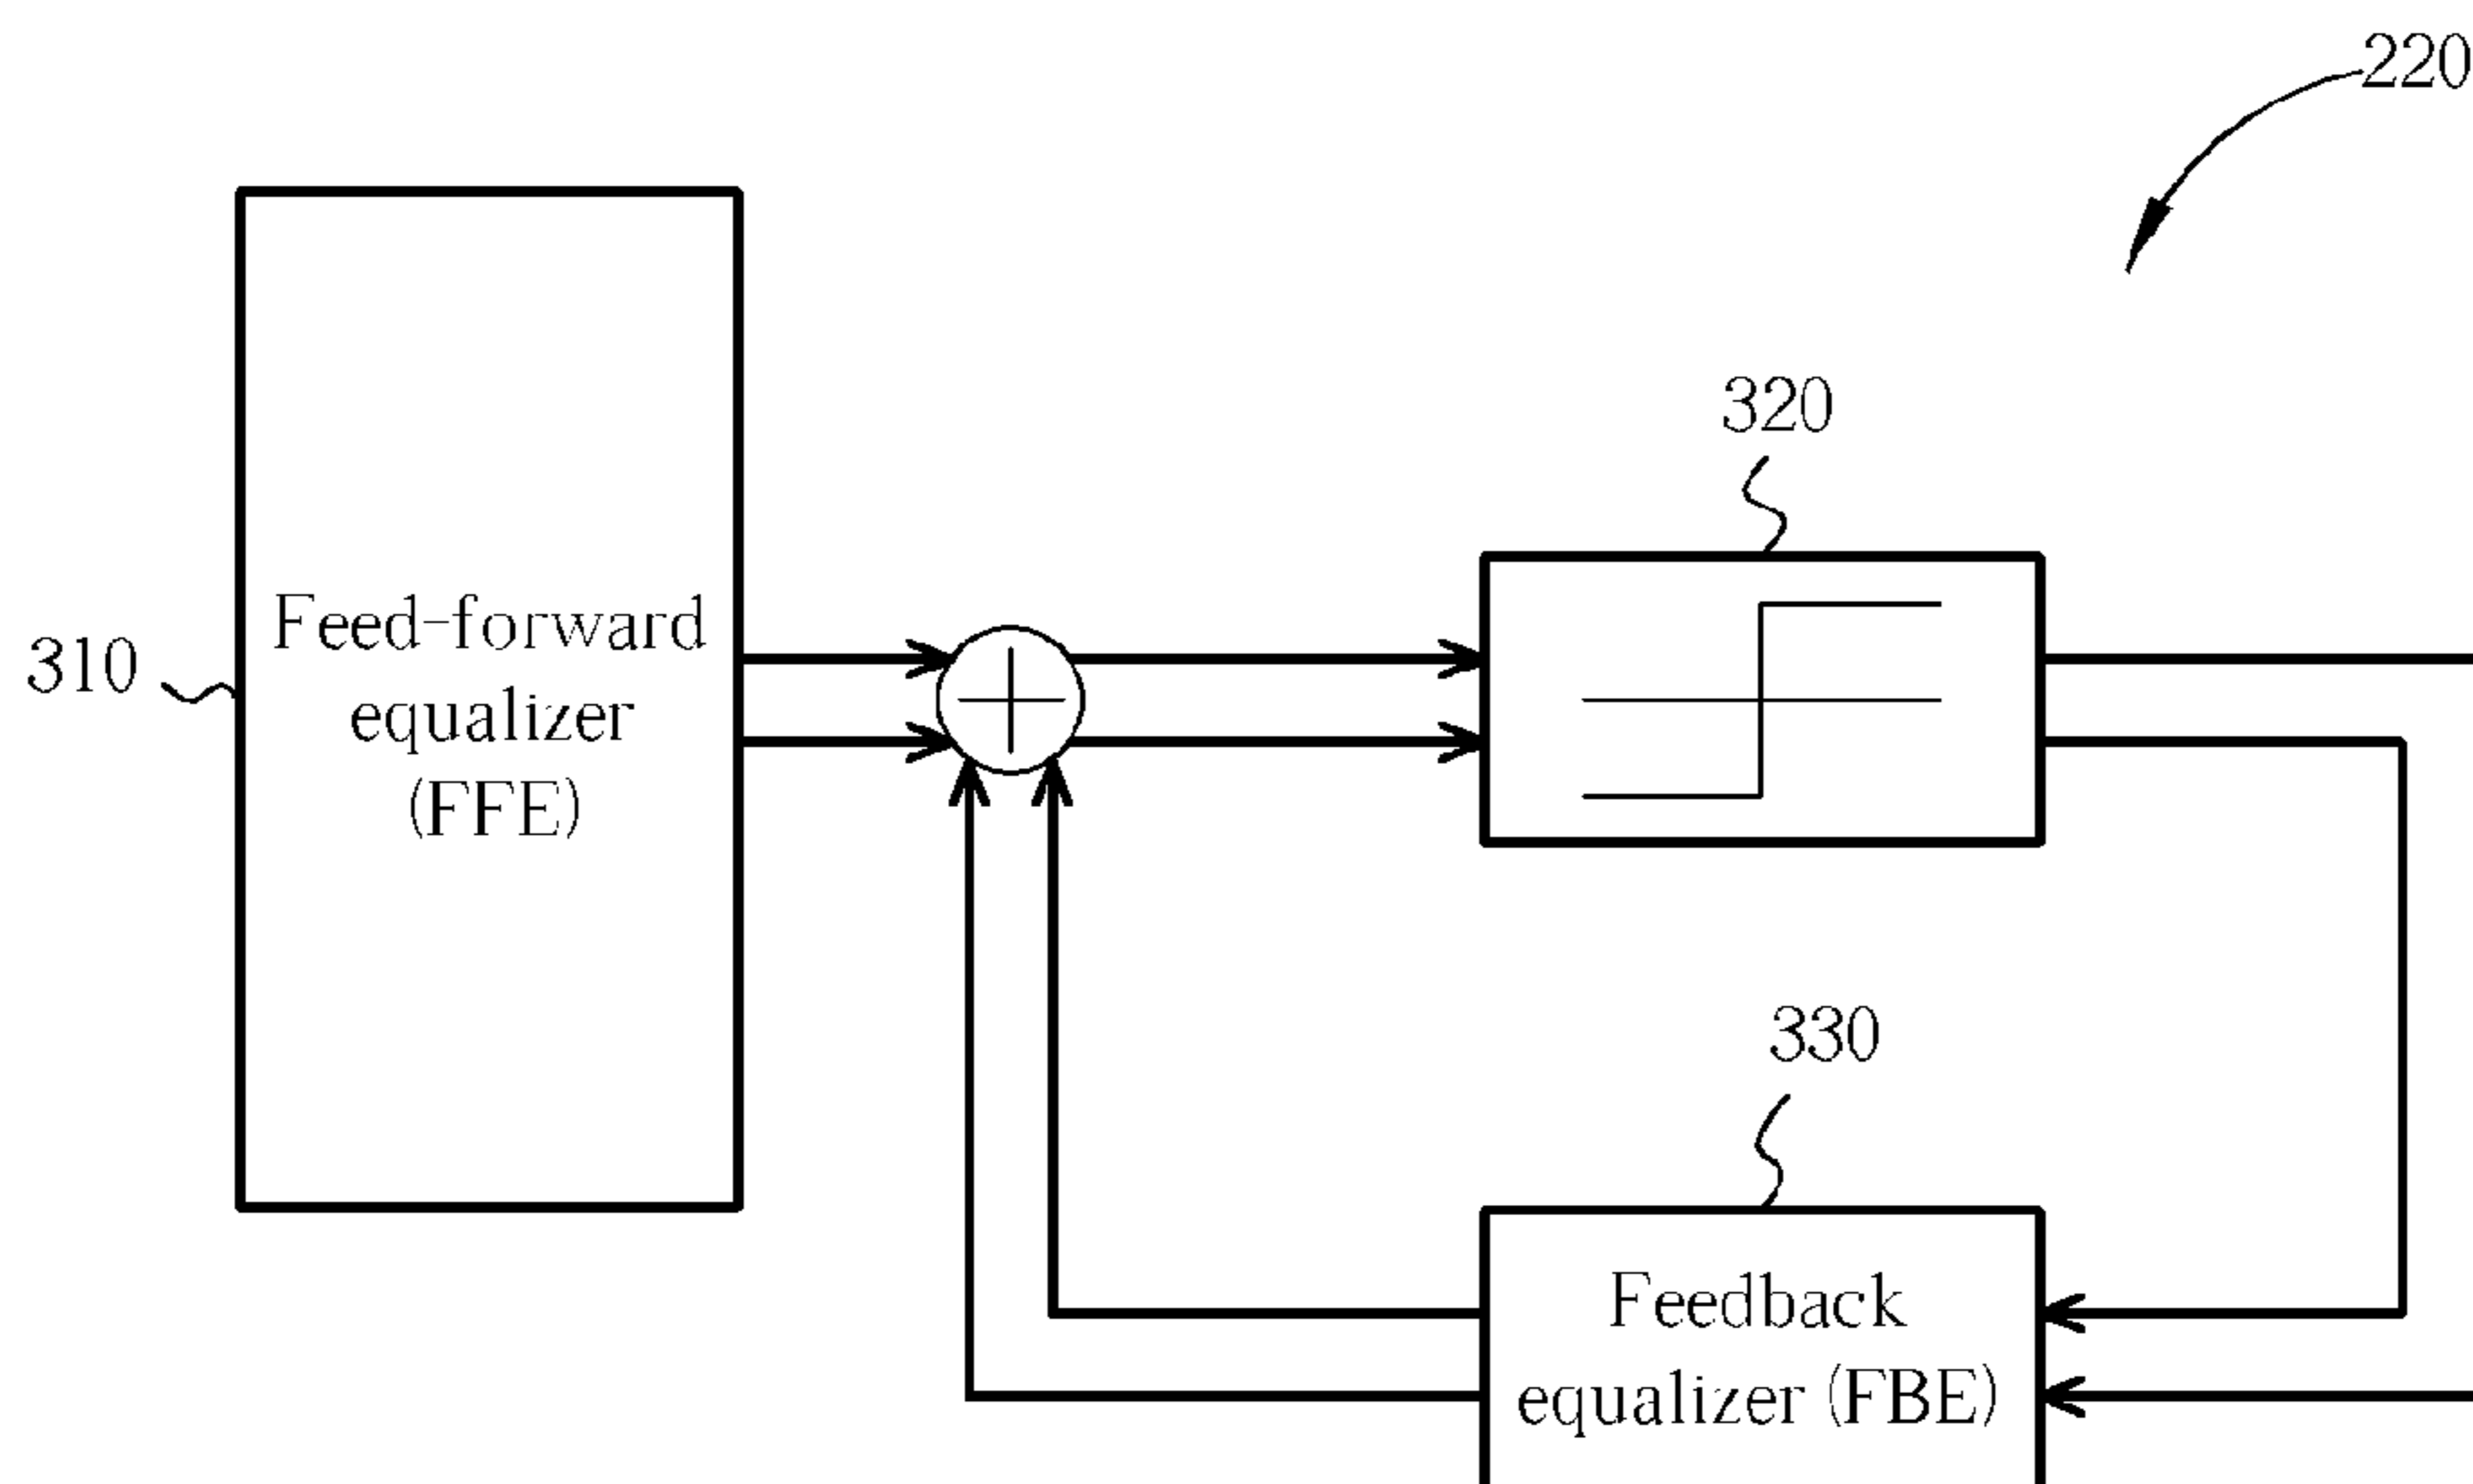 220
320
310
Feed-forward
equalizer
(FFE)
330
Feedback
equalizer (FBE)